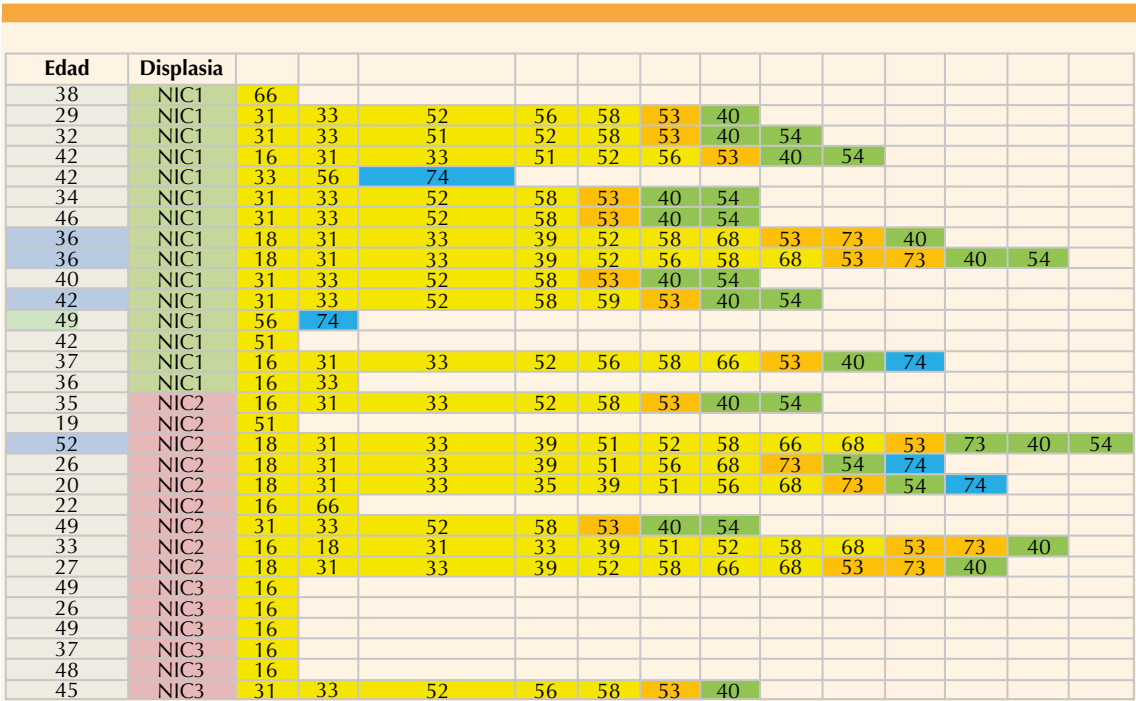 Edad Displasia
38 NIC1 66
29 NIC1 31 33 52 56 58 53 40
32 NIC1 31 33 51 52 58 53 40 54
42 NIC1 16 31 33 51 52 56 53 40 54
42 NIC1 33 56 74
34 NIC1 31 33 52 58 53 40 54
46 NIC1 31 33 52 58 53 40 54
36 NIC1 18 31 33 39 52 58 68 53 73 40
36 NIC1 18 31 33 39 52 56 58 68 53 73 40 54
40 NIC1 31 33 52 58 53 40 54
42 NIC1 31 33 52 58 59 53 40 54
49 NIC1 56 74
42 NIC1 51
37 NIC1 16 31 33 52 56 58 66 53 40 74
36 NIC1 16 33
35 NIC2 16 31 33 52 58 53 40 54
19 NIC2 51
52 NIC2 18 31 33 39 51 52 58 66 68 53 73 40 54
26 NIC2 18 31 33 39 51 56 68 73 54 74
20 NIC2 18 31 33 35 39 51 56 68 73 54 74
22 NIC2 16 66
49 NIC2 31 33 52 58 53 40 54
33 NIC2 16 18 31 33 39 51 52 58 68 53 73 40
27 NIC2 18 31 33 39 52 58 66 68 53 73 40
49 NIC3 16
26 NIC3 16
49 NIC3 16
37 NIC3 16
48 NIC3 16
45 NIC3 31 33 52 56 58 53 40